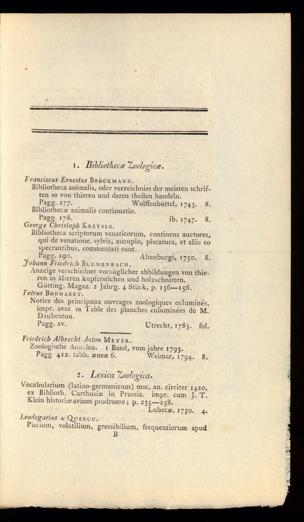 1. Bibliothecæ Zoologicæ.
Franciscus Ernestus BRÜCKMANN.
Bibliotheca animalis, oder verzeichniss der meisten schrif-
ten so von thieren und deren theilen handeln.
Pagg. 277. Wolffenbüttel, 1743. 8.
Bibliothecæ animalis continuatio.
Pagg. 178. ib. 1747. 8.
George Christoph KREYSIG.
Bibliotheca scriptorum venaticorum, continens auctores,
qui de venatione, sylvis, aucupio, piscatura, et aliis eo
spectantibus, commentati sunt.
Pagg. 190. Altenburgi, 1750. 8.
Johann Friedrich BLUMENBACH.
Anzeige verschiedner vorzüglicher abbildungen von thie-
ren in älteren kupferstichen und holzschnitten.
Götting. Magaz. 2 Jahrg. 4 Stück, p. 136—156.
Petrus BODDAERT.
Notice des principaux ouvrages zoologiques enluminés.
impr. avec sa Table des planches enluminées de M.
Daubenton.
Pagg. xv. Utrecht, 1783. fol.
Friedrich Albrecht Anton MEYER.
Zoologische Annalen. 1 Band, vom jahre 1793.
Pagg 412. tabb. æneæ 6. Weimar, 1794. 8.
2. Lexica Zoologica.
Vocabularium (latino-germanicum) msc. an. circiter 1420,
ex Biblioth. Carthusiæ in Prussia. impr. cum J. T.
Klein historiæ avium prodromo; p. 235—238.
Lubecæ, 1750. 4.
Leodegarius a QUERCU.
Piscium, volatilium, gressibilium, frequentiorum apud
B